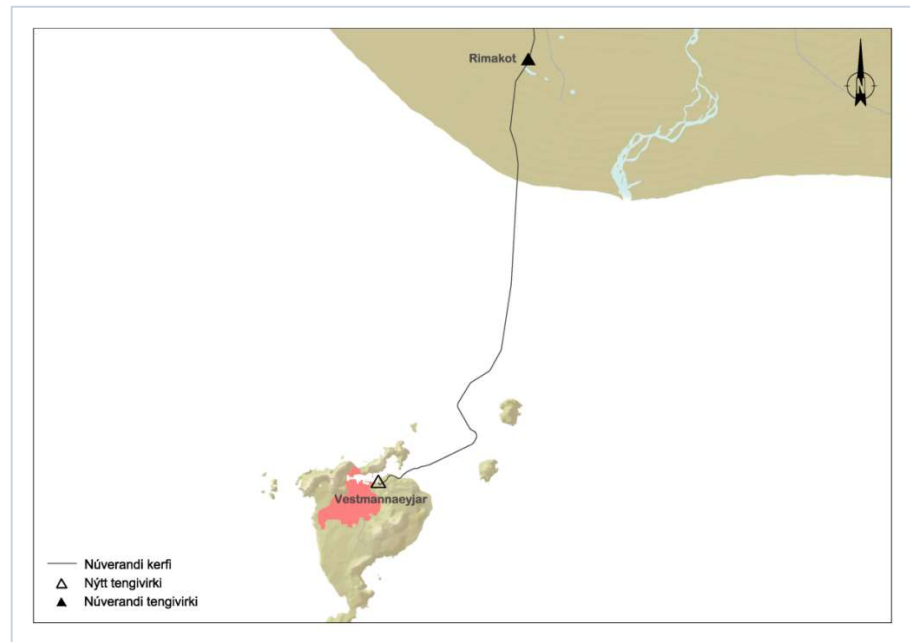 Rimakot
Vestmannaeyjar
Núverandi kerfi
Nýtt tengivirki
Núverandi tengivirki